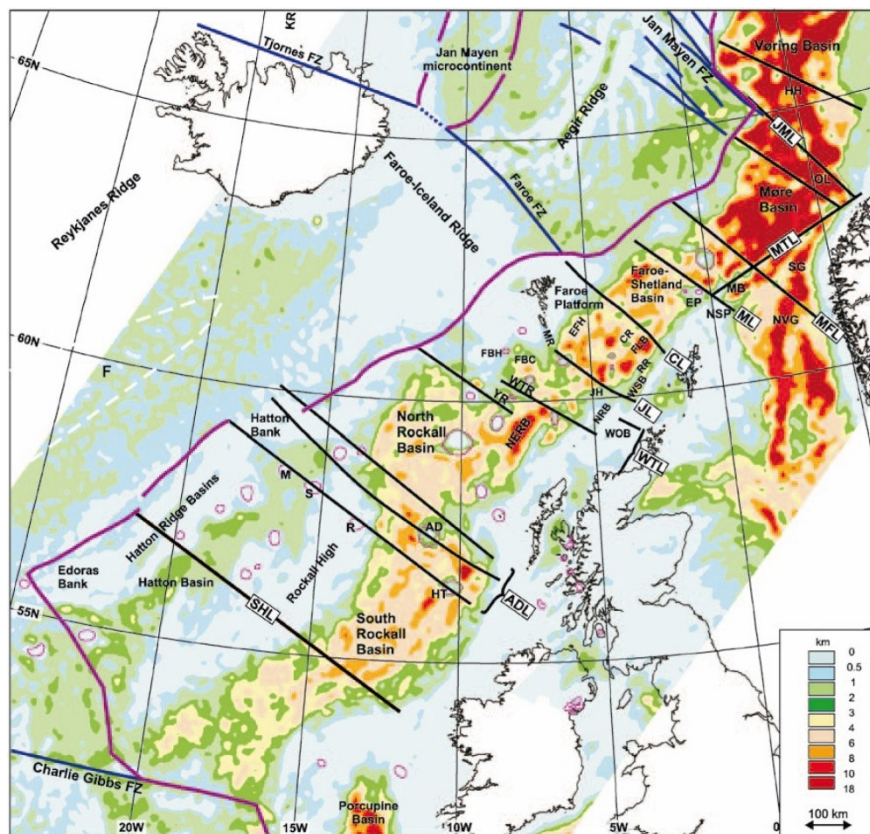 KR
Tjornes FZ
Jan Mayen
microcontinent
Jan Mayen FZ
Vøring Basin
HH
65N
Aegir Ridge
JML
OL
Møre
Basin
Reykjanes Ridge
Faroe-Iceland Ridge
Faroe FZ
MTL
SG
Faroe-
Shetland
Basin
MB
EP
NSP
ML
NVG
MFL
Faroe
Platform
EFH
MR
CR
FSB
RR
CL
60N
F
FBH
FBC
WTR
YR
JH
WSB
NRB
JL
North
Rockall
Basin
NERB
WOB
WTL
Hatton
Bank
M
S
R
AD
Hatton Ridge Basins
Edoras
Bank
Hatton Basin
Rockall High
HT
ADL
SHL
55N
South
Rockall
Basin
Charlie Gibbs FZ
Porcupine
Basin
20W
15W
10W
5W
0
km
0
0.5
1
2
3
4
6
8
10
18
100 km